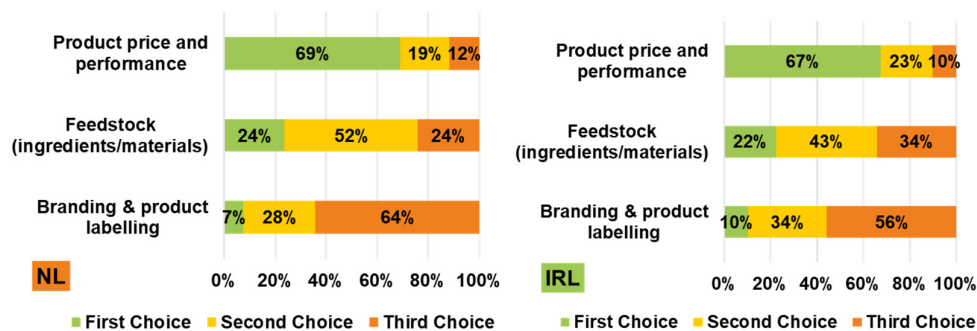 Product price and
performance
69% 19% 12%
Feedstock
(ingredients/materials)
24% 52% 24%
Branding & product
labelling
7% 28% 64%
0% 20% 40% 60% 80% 100%
NL
First Choice Second Choice Third Choice
Product price and
performance
67% 23% 10%
Feedstock
(ingredients/materials)
22% 43% 34%
Branding & product
labelling
10% 34% 56%
0% 20% 40% 60% 80% 100%
IRL
First Choice Second Choice Third Choice